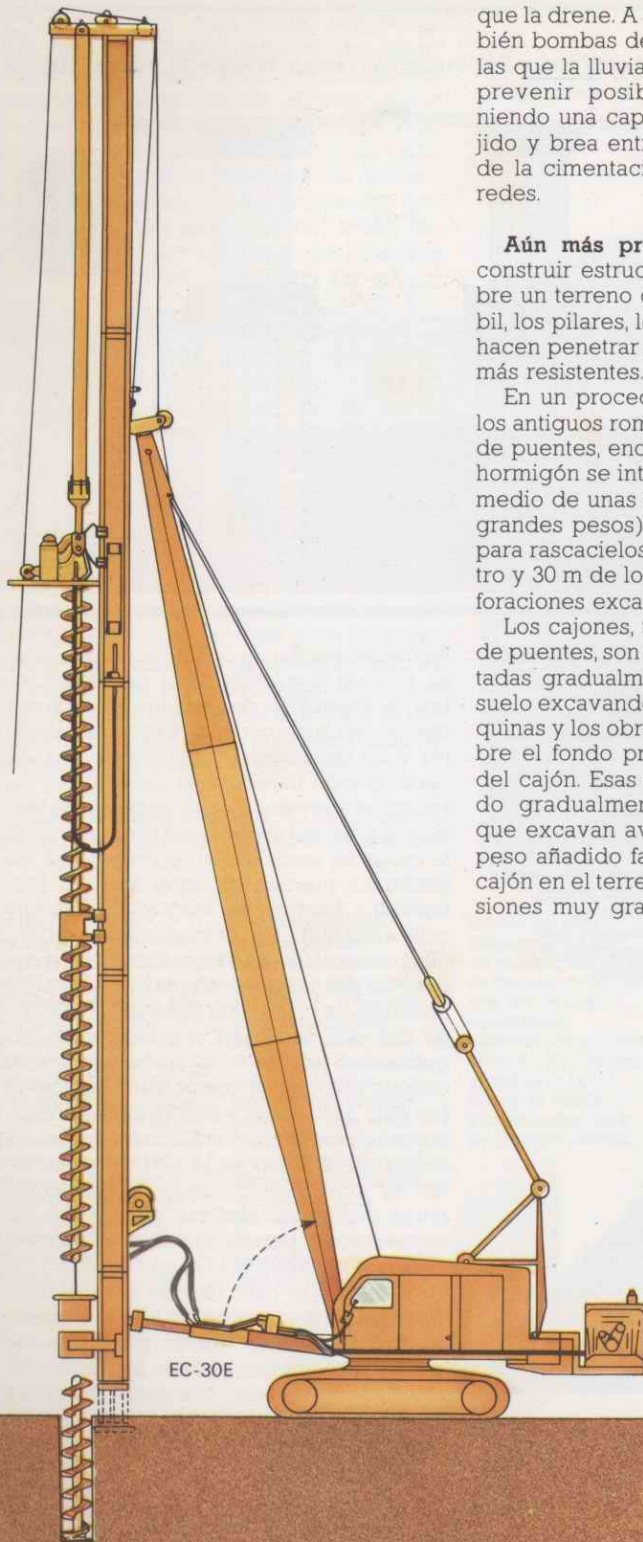 que la drene. A
bién bombas de
las que la lluvia
prevenir posib
niendo una cap
jido y brea ent
de la cimentac
redes.
Aún más pr
construir estruc
bre un terreno
bil, los pilares, l
hacen penetrar
más resistentes.
En un proced
los antiguos rom
de puentes, eno
hormigón se int
medio de unas
grandes pesos)
para rascacielos
tro y 30 m de lo
foraciones exca
Los cajones,
de puentes, son
tadas gradualm
suelo excavando
quinas y los obr
bre el fondo pr
del cajón. Esas
do gradualmen
que excavan av
peso añadido fa
cajón en el terre
siones muy gra
EC-30E